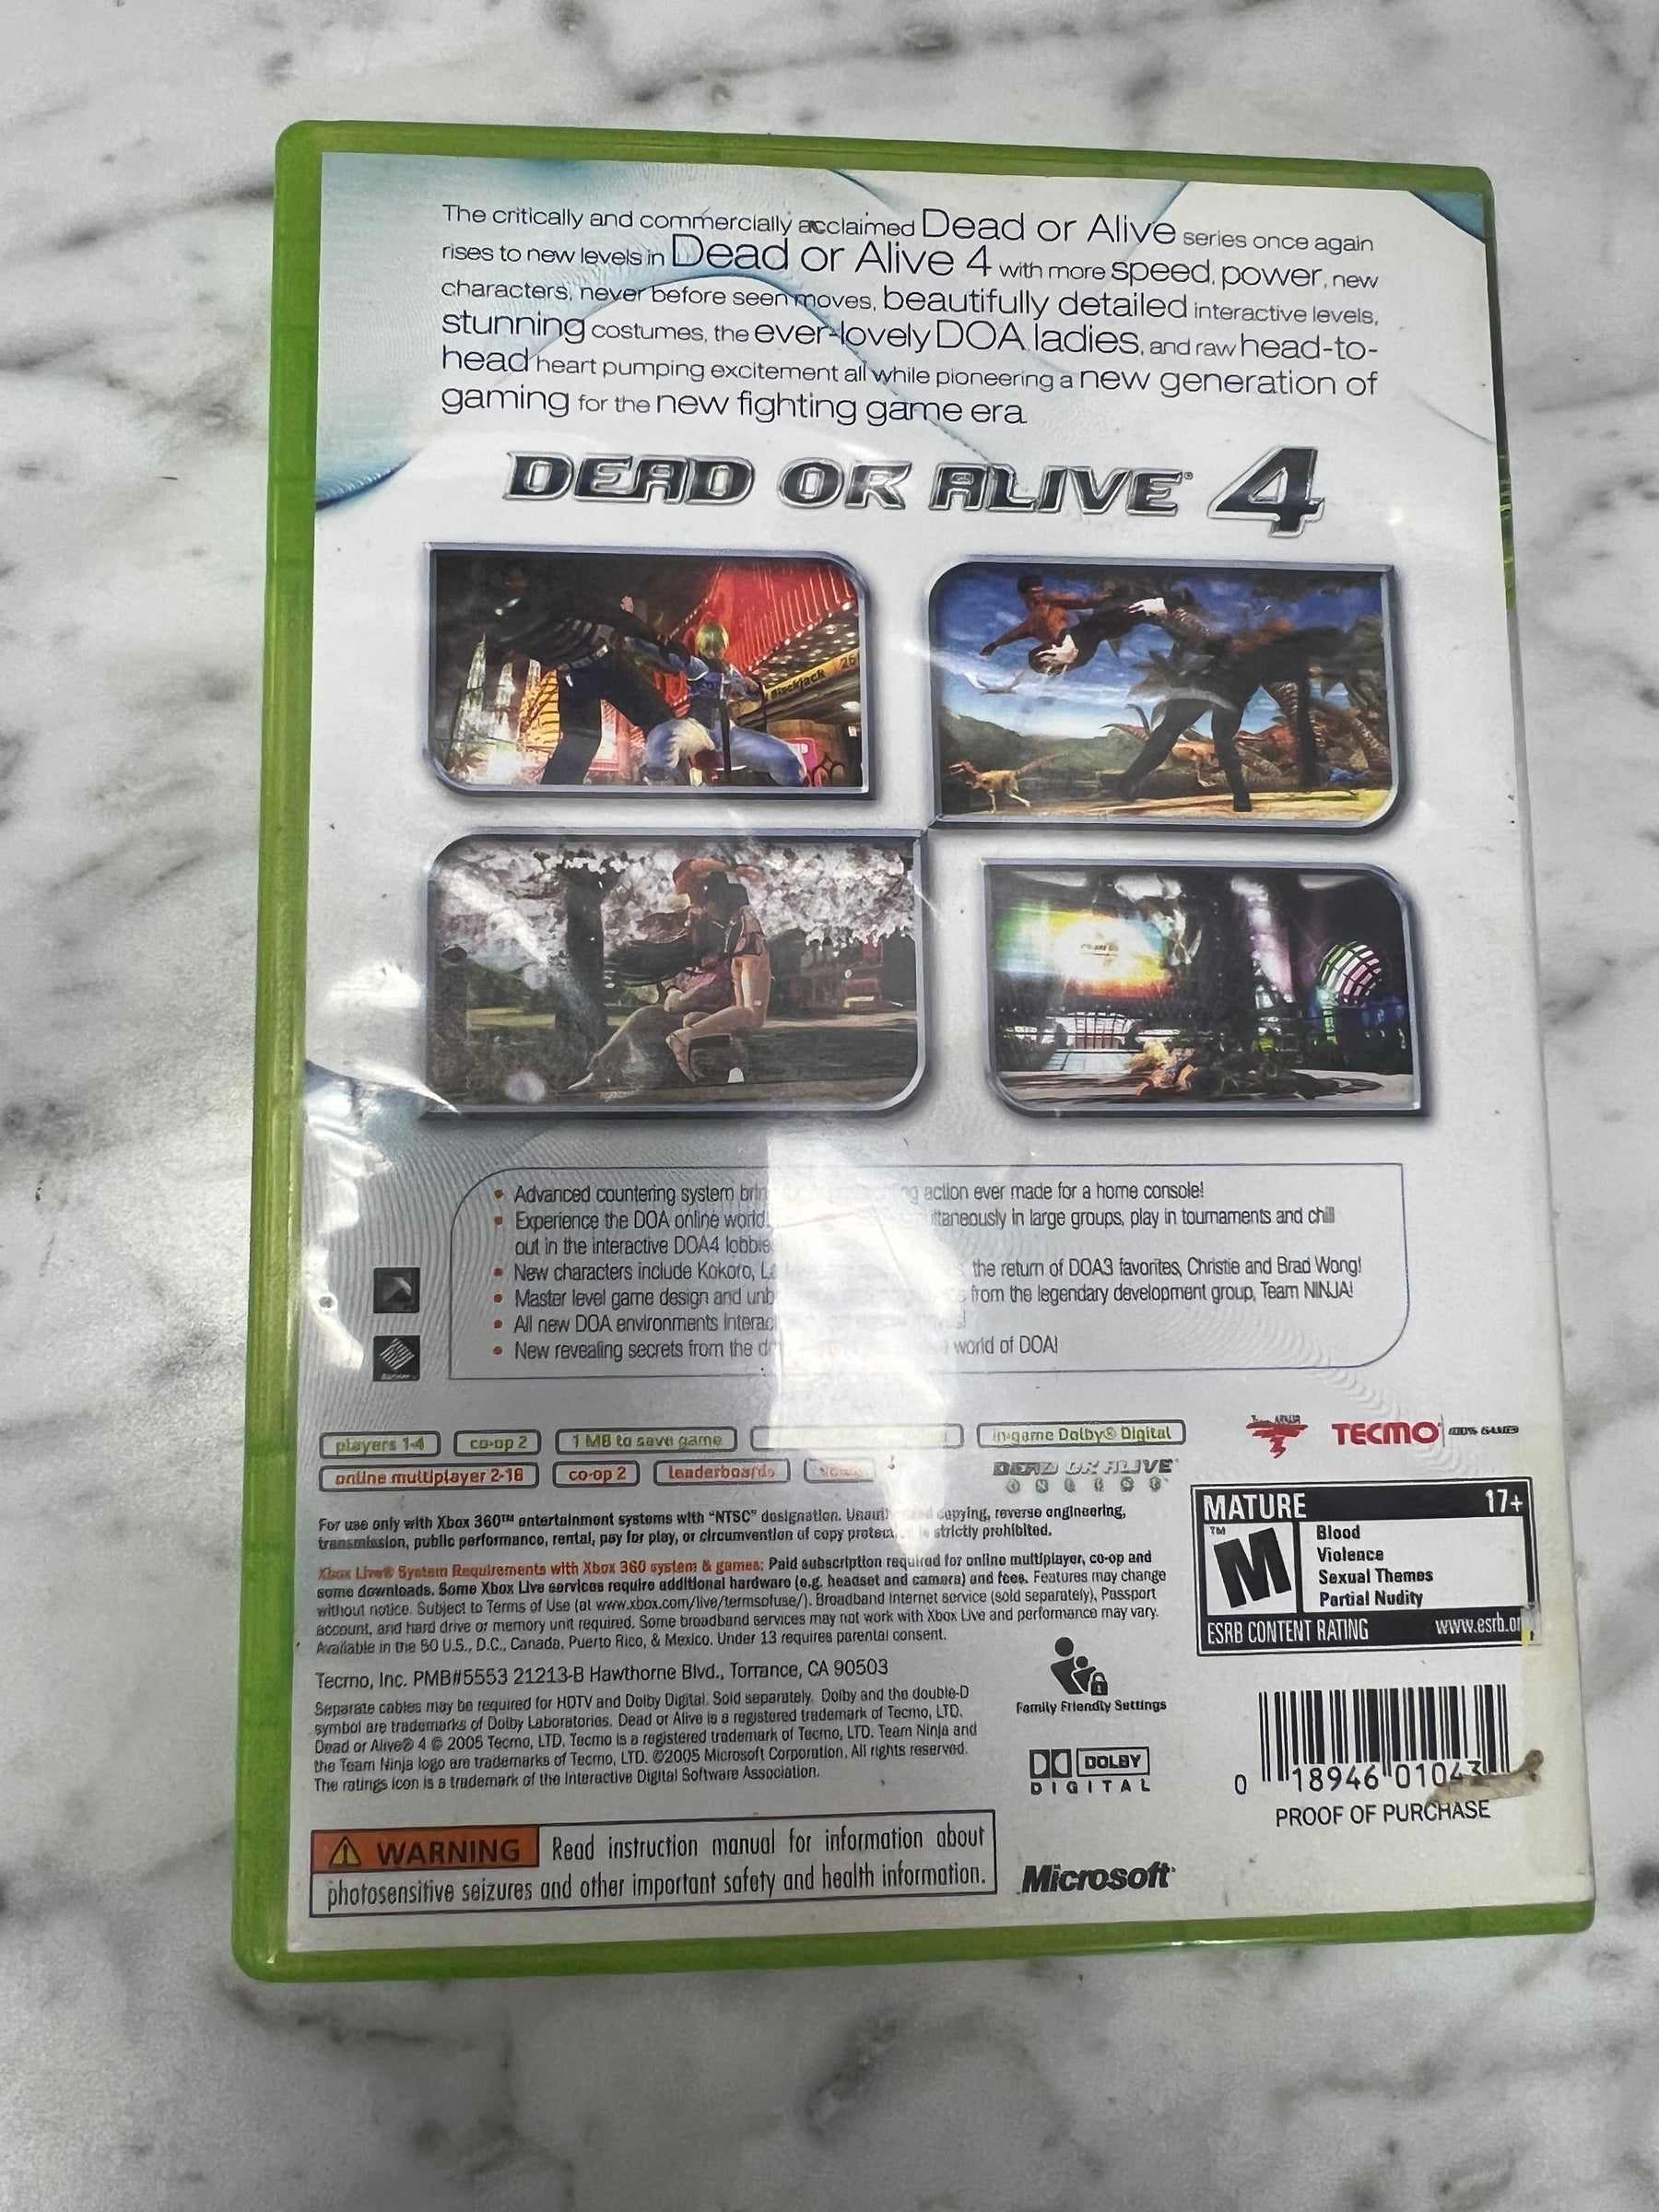 The critically and commercially acclaimed Dead or Alive series once again
rises to new levels in Dead or Alive 4 with more speed, power, new
characters, never before seen moves, beautifully detailed interactive levels,
stunning costumes, the ever-lovely DOA ladies, and raw head-to-
head heart pumping excitement all while pioneering a new generation of
gaming for the new fighting game era
DEAD OR ALIVE® 4
Blackjack
• Advanced countering system action ever made for a home console!
• Experience the DOA online world in large groups, play in tournaments and chill
out in the interactive DOA4
• New characters include Kokoro, the return of DOA3 favorites, Christie and Brad Wong!
• Master level game design and from the legendary development group, Team NINJA!
• All new DOA environments
• New revealing secrets from the world of DOA!
players 1-4 co-op 2 1 MB to save game in-game Dolby® Digital
online multiplayer 2-16 co-op 2 leaderboards
DEAD OR ALIVE
ONLINE
TECMO 100% GAMES
For use only with Xbox 360™ entertainment systems with "NTSC" designation. copying, reverse engineering,
transmission, public performance, rental, pay for play, or circumvention of copy is strictly prohibited.
Xbox Live® System Requirements with Xbox 360 system & games: Paid subscription required for online multiplayer, co-op and
some downloads. Some Xbox Live services require additional hardware (e.g. headset and camera) and fees. Features may change
without notice. Subject to Terms of Use (at www.xbox.com/live/termsofuse/). Broadband Internet service (sold separately), Passport
account, and hard drive or memory unit required. Some broadband services may not work with Xbox Live and performance may vary.
Available in the 50 U.S., D.C., Canada, Puerto Rico, & Mexico. Under 13 requires parental consent.
Tecmo, Inc. PMB#5553 21213-B Hawthorne Blvd., Torrance, CA 90503
Separate cables may be required for HDTV and Dolby Digital. Sold separately. Dolby and the double-D
symbol are trademarks of Dolby Laboratories. Dead or Alive is a registered trademark of Tecmo, LTD.
Dead or Alive® 4 © 2005 Tecmo, LTD. Tecmo is a registered trademark of Tecmo, LTD. Team Ninja and
the Team Ninja logo are trademarks of Tecmo, LTD. ©2005 Microsoft Corporation. All rights reserved.
The ratings icon is a trademark of the Interactive Digital Software Association.
MATURE 17+
M™
Blood
Violence
Sexual Themes
Partial Nudity
ESRB CONTENT RATING www.esrb.or
Family Friendly Settings
DOLBY
DIGITAL
0 18946 01043
PROOF OF PURCHASE
WARNING Read instruction manual for information about
photosensitive seizures and other important safety and health information.
Microsoft